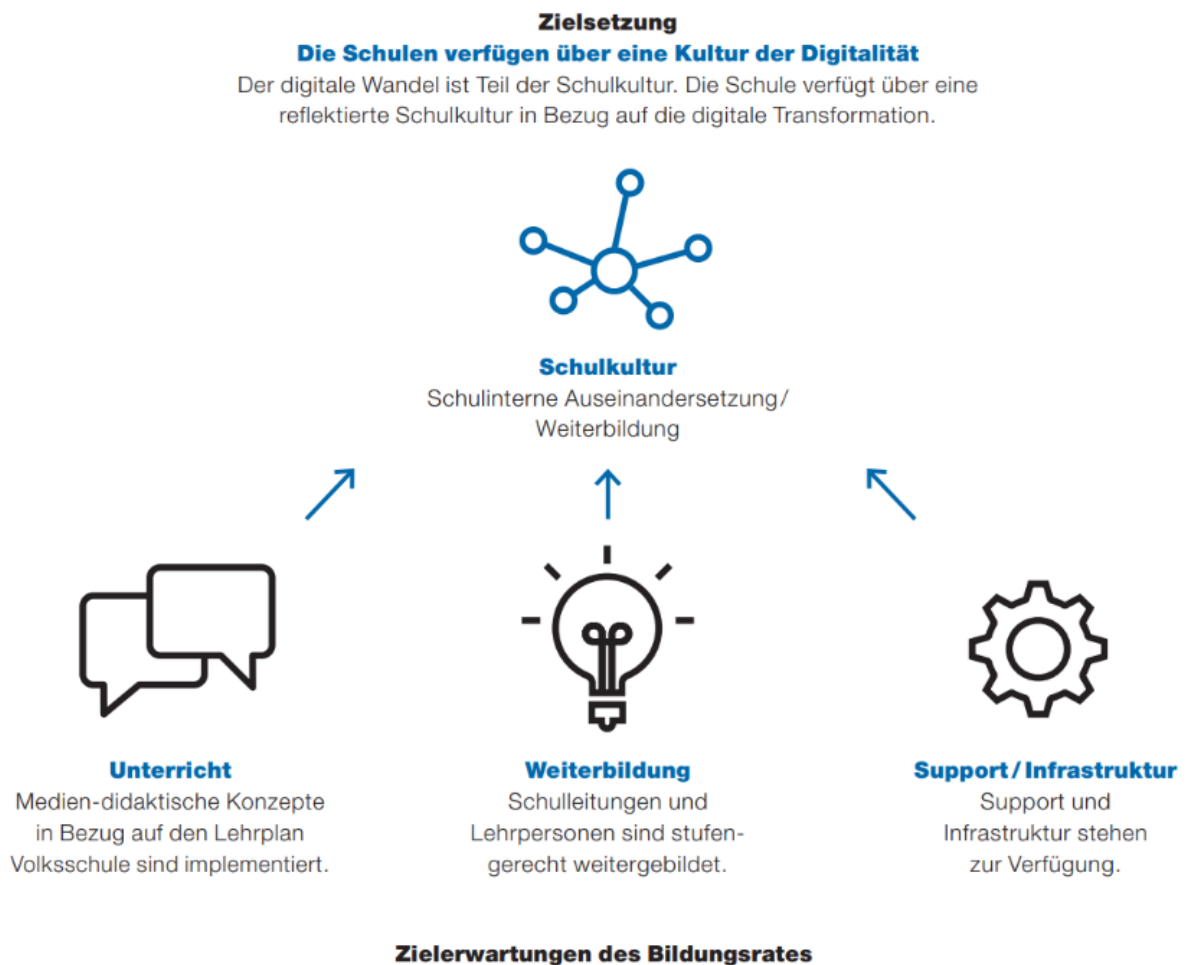 Zielsetzung
Die Schulen verfügen über eine Kultur der Digitalität
Der digitale Wandel ist Teil der Schulkultur. Die Schule verfügt über eine
reflektierte Schulkultur in Bezug auf die digitale Transformation.
Schulkultur
Schulinterne Auseinandersetzung/
Weiterbildung
Unterricht
Medien-didaktische Konzepte
in Bezug auf den Lehrplan
Volksschule sind implementiert.
Weiterbildung
Schulleitungen und
Lehrpersonen sind stufen-
gerecht weitergebildet.
Support/Infrastruktur
Support und
Infrastruktur stehen
zur Verfügung.
Zielerwartungen des Bildungsrates